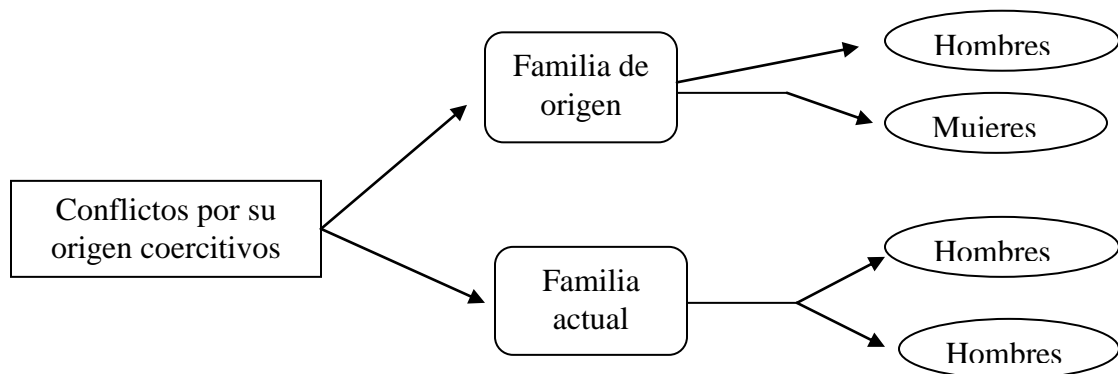 Familia de
origen
Hombres
Mujeres
Conflictos por su
origen coercitivos
Familia
actual
Hombres
Hombres